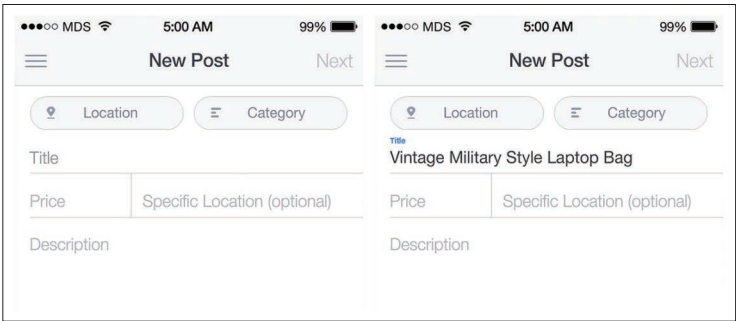 MDS 5:00 AM 99%
New Post Next
Location Category
Title
Price Specific Location (optional)
Description
MDS 5:00 AM 99%
New Post Next
Location Category
Title
Vintage Military Style Laptop Bag
Price Specific Location (optional)
Description